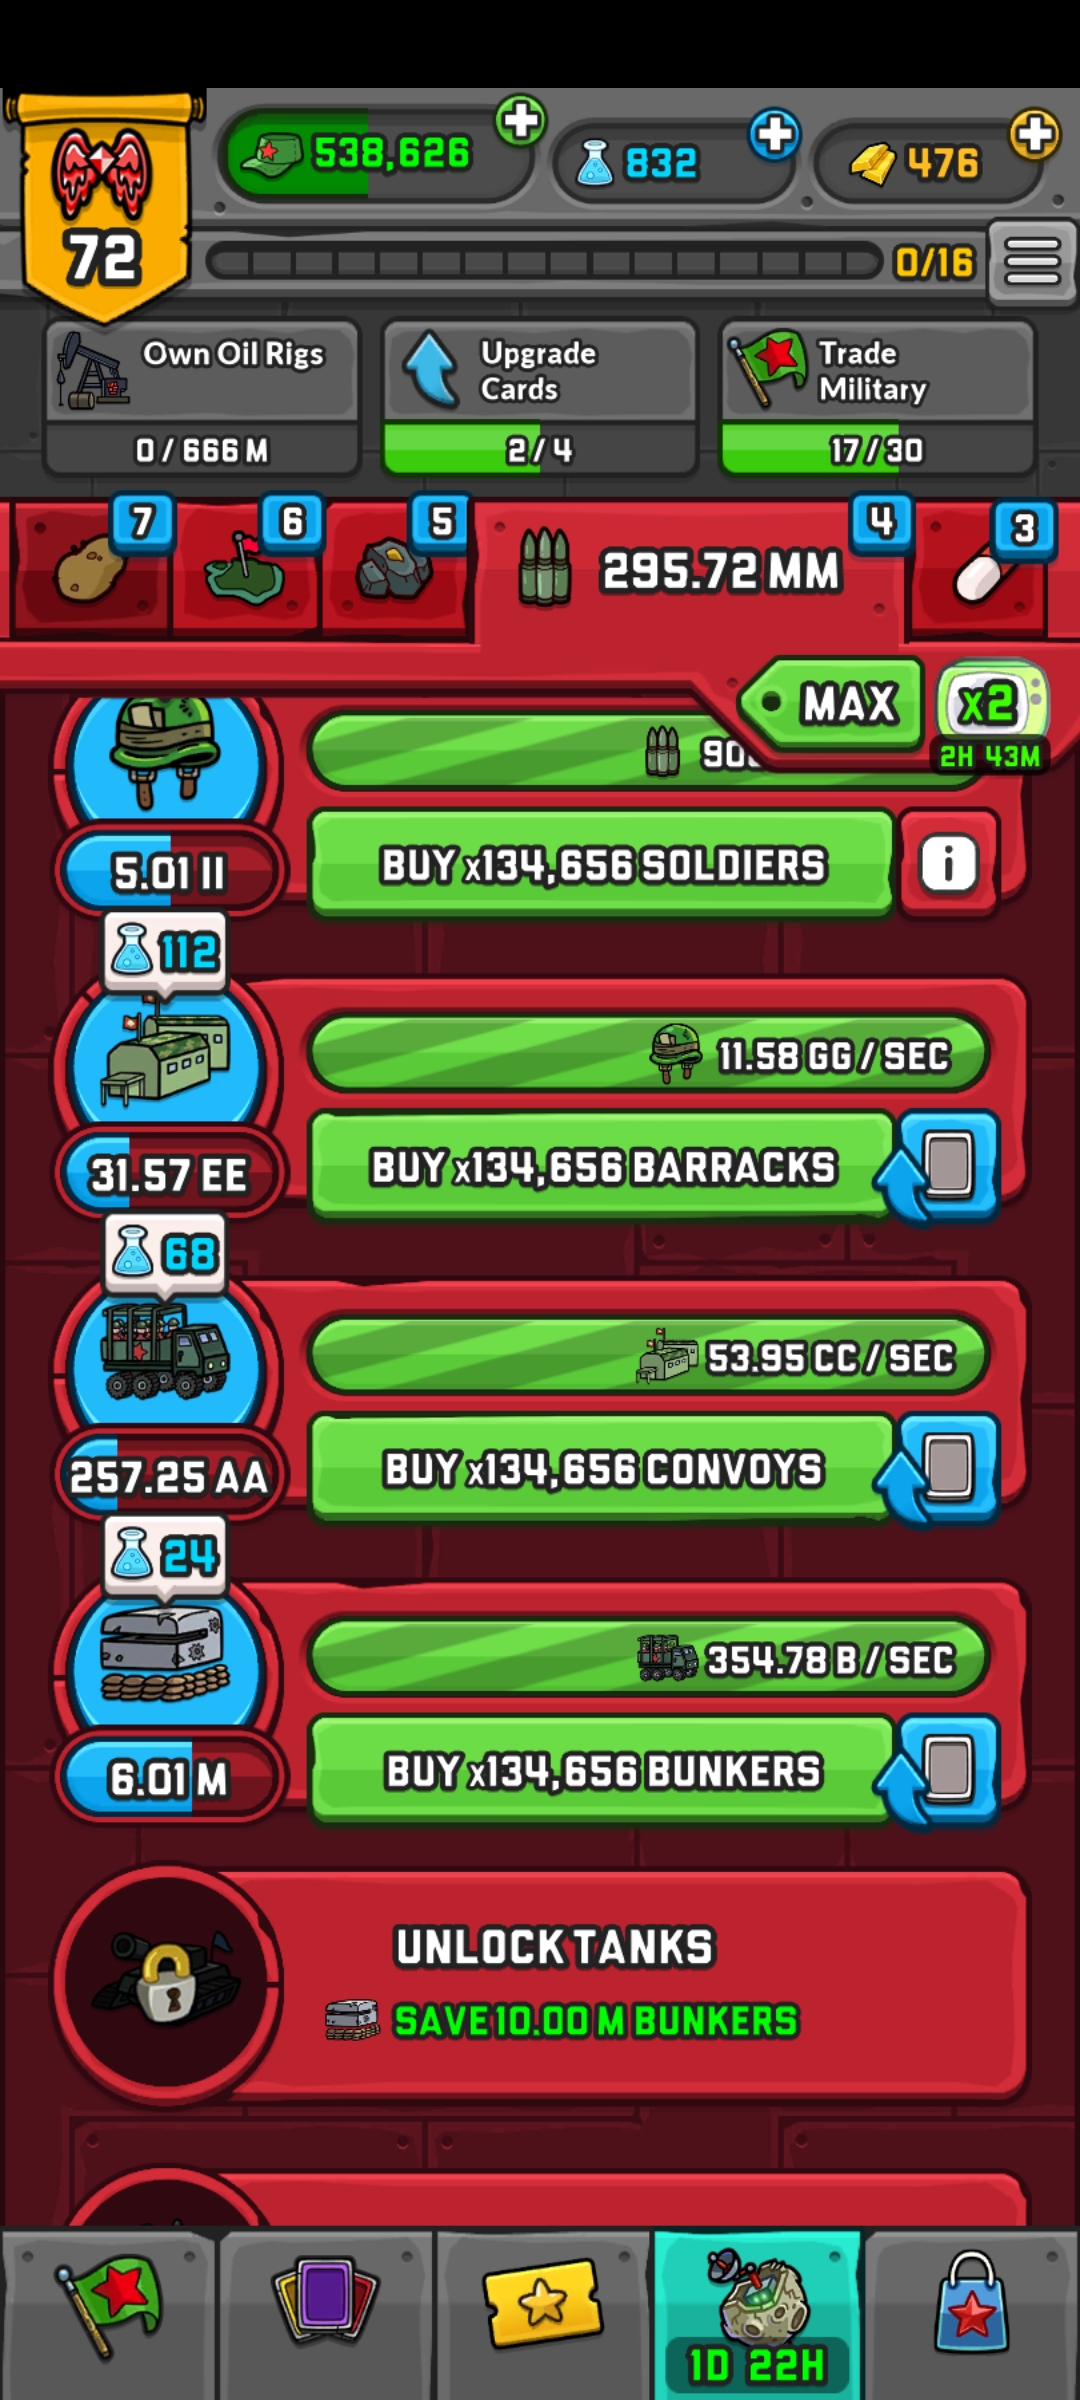 538,626
832
476
72
0/16
Own Oil Rigs
0 / 666 M
Upgrade
Cards
2 / 4
Trade
Military
17 / 30
7
6
5
295.72 MM
4
3
MAX
x2
2H 43M
5.01 II
BUY x134,656 SOLDIERS
i
112
11.58 GG / SEC
31.57 EE
BUY x134,656 BARRACKS
68
53.95 CC / SEC
257.25 AA
BUY x134,656 CONVOYS
24
354.78 B / SEC
6.01 M
BUY x134,656 BUNKERS
UNLOCK TANKS
SAVE 10.00 M BUNKERS
1D 22H